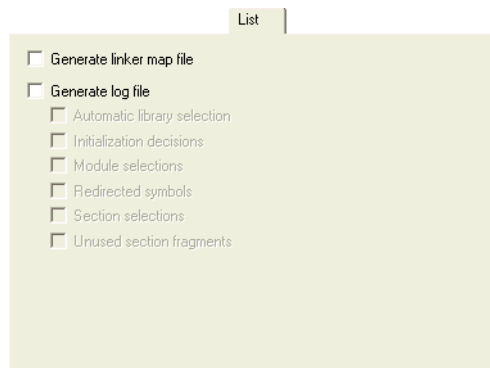 List
Generate linker map file
Generate log file
Automatic library selection
Initialization decisions
Module selections
Redirected symbols
Section selections
Unused section fragments